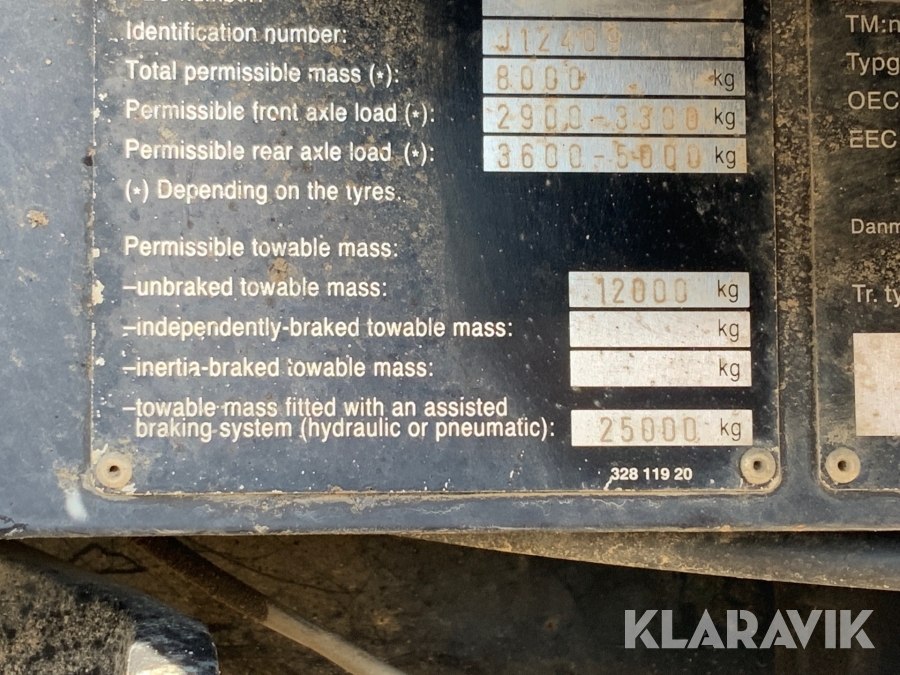 Identification number: J12409
Total permissible mass (*): 8000 kg
Permissible front axle load (*): 2900-3300 kg
Permissible rear axle load (*): 3600-5000 kg
(*) Depending on the tyres.
Permissible towable mass:
-unbraked towable mass: 12000 kg
-independently-braked towable mass: kg
-inertia-braked towable mass: kg
-towable mass fitted with an assisted
braking system (hydraulic or pneumatic): 25000 kg
328 119 20
TM:n
Typg
OEC
EEC
Danm
Tr. ty
KLARAVIK